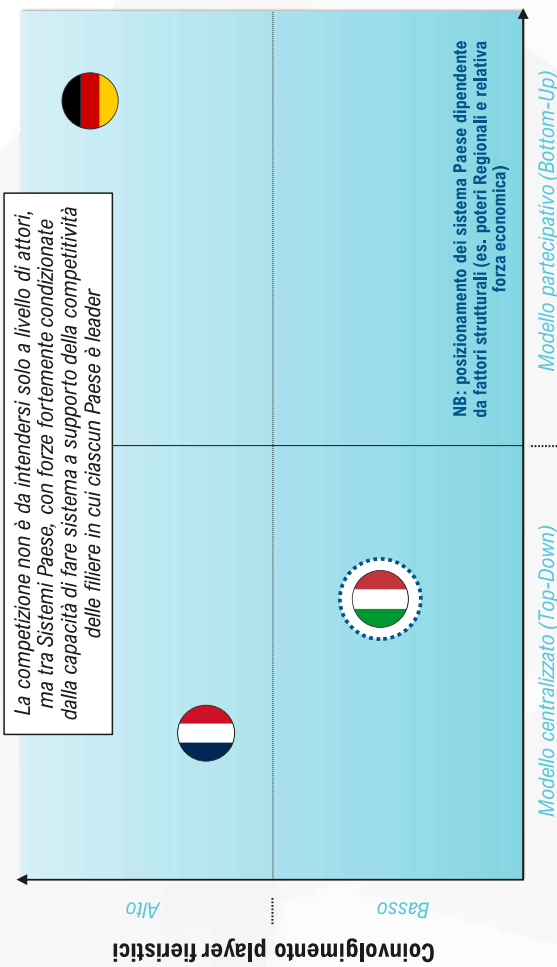 La competizione non è da intendersi solo a livello di attori,
ma tra Sistemi Paese, con forze fortemente condizionate
dalla capacità di fare sistema a supporto della competitività
delle filiere in cui ciascun Paese è leader
Coinvolgimento player fieristici
Alto
Basso
NB: posizionamento dei sistema Paese dipendente
da fattori strutturali (es. poteri Regionali e relativa
forza economica)
Modello centralizzato (Top-Down)
Modello partecipativo (Bottom-Up)